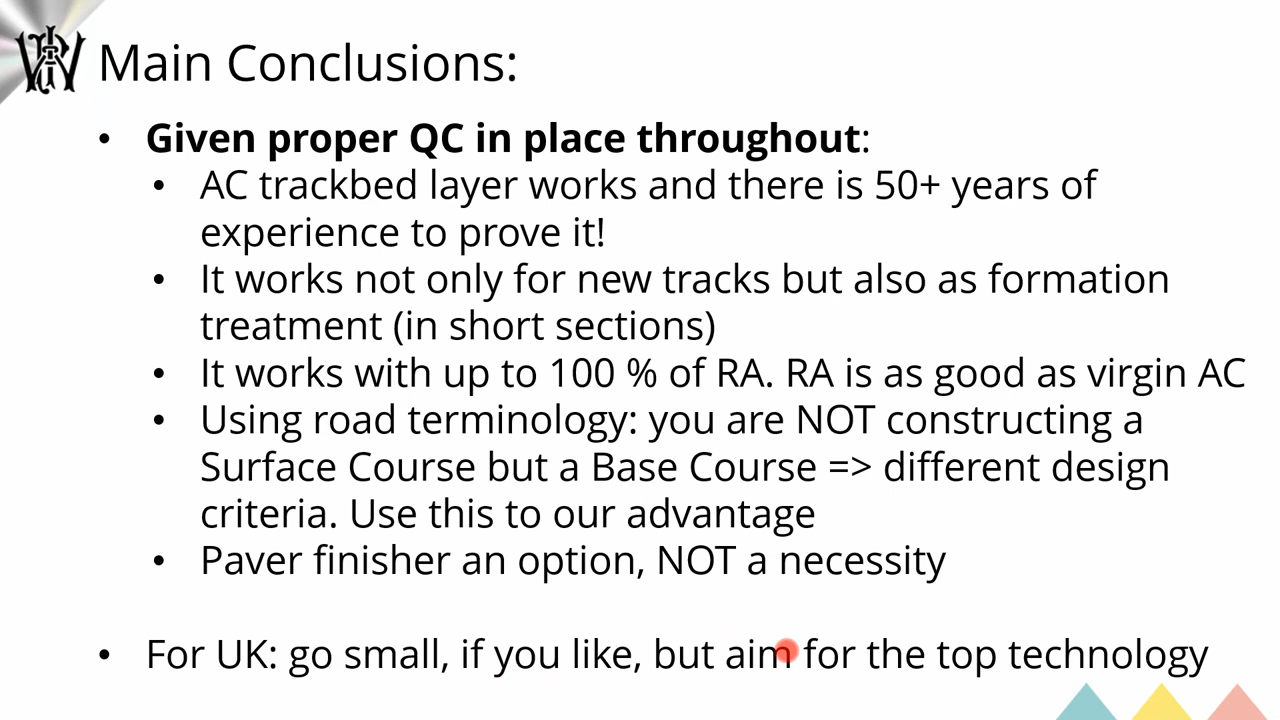 Main Conclusions:
• Given proper QC in place throughout:
• AC trackbed layer works and there is 50+ years of
experience to prove it!
• It works not only for new tracks but also as formation
treatment (in short sections)
• It works with up to 100 % of RA. RA is as good as virgin AC
• Using road terminology: you are NOT constructing a
Surface Course but a Base Course => different design
criteria. Use this to our advantage
• Paver finisher an option, NOT a necessity
• For UK: go small, if you like, but aim for the top technology